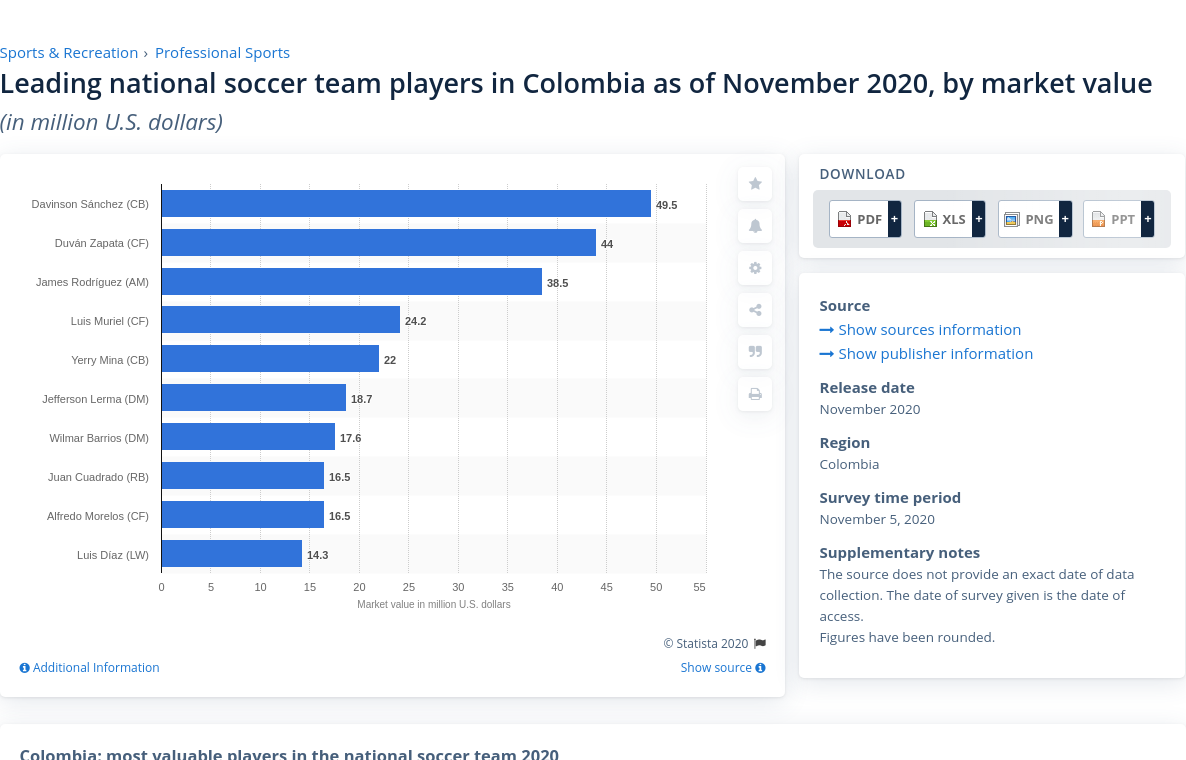 Sports & Recreation › Professional Sports
Leading national soccer team players in Colombia as of November 2020, by market value
(in million U.S. dollars)
Davinson Sánchez (CB) 49.5
Duván Zapata (CF) 44
James Rodríguez (AM) 38.5
Luis Muriel (CF) 24.2
Yerry Mina (CB) 22
Jefferson Lerma (DM) 18.7
Wilmar Barrios (DM) 17.6
Juan Cuadrado (RB) 16.5
Alfredo Morelos (CF) 16.5
Luis Díaz (LW) 14.3
0 5 10 15 20 25 30 35 40 45 50 55
Market value in million U.S. dollars
© Statista 2020
Additional Information
Show source
DOWNLOAD
PDF + XLS + PNG + PPT +
Source
Show sources information
Show publisher information
Release date
November 2020
Region
Colombia
Survey time period
November 5, 2020
Supplementary notes
The source does not provide an exact date of data
collection. The date of survey given is the date of
access.
Figures have been rounded.
Colombia: most valuable players in the national soccer team 2020